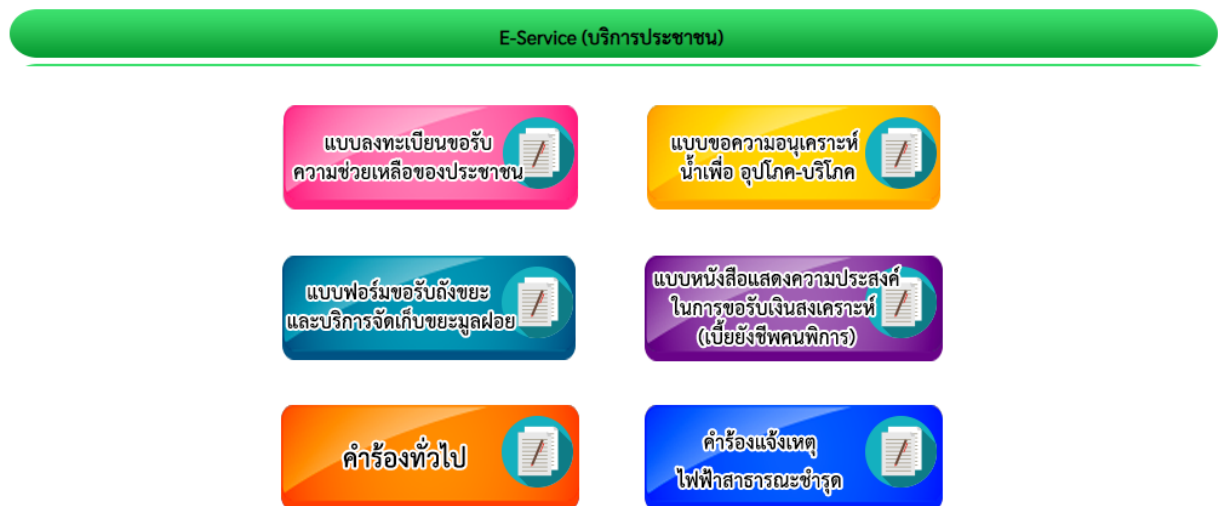 E-Service (บริการประชาชน)
แบบลงทะเบียนขอรับ
ความช่วยเหลือของประชาชน
แบบขอความอนุเคราะห์
น้ำเพื่อ อุปโภค-บริโภค
แบบฟอร์มขอรับถังขยะ
และบริการจัดเก็บขยะมูลฝอย
แบบหนังสือแสดงความประสงค์
ในการขอรับเงินสงเคราะห์
(เบี้ยยังชีพคนพิการ)
คำร้องทั่วไป
คำร้องแจ้งเหตุ
ไฟฟ้าสาธารณะชำรุด